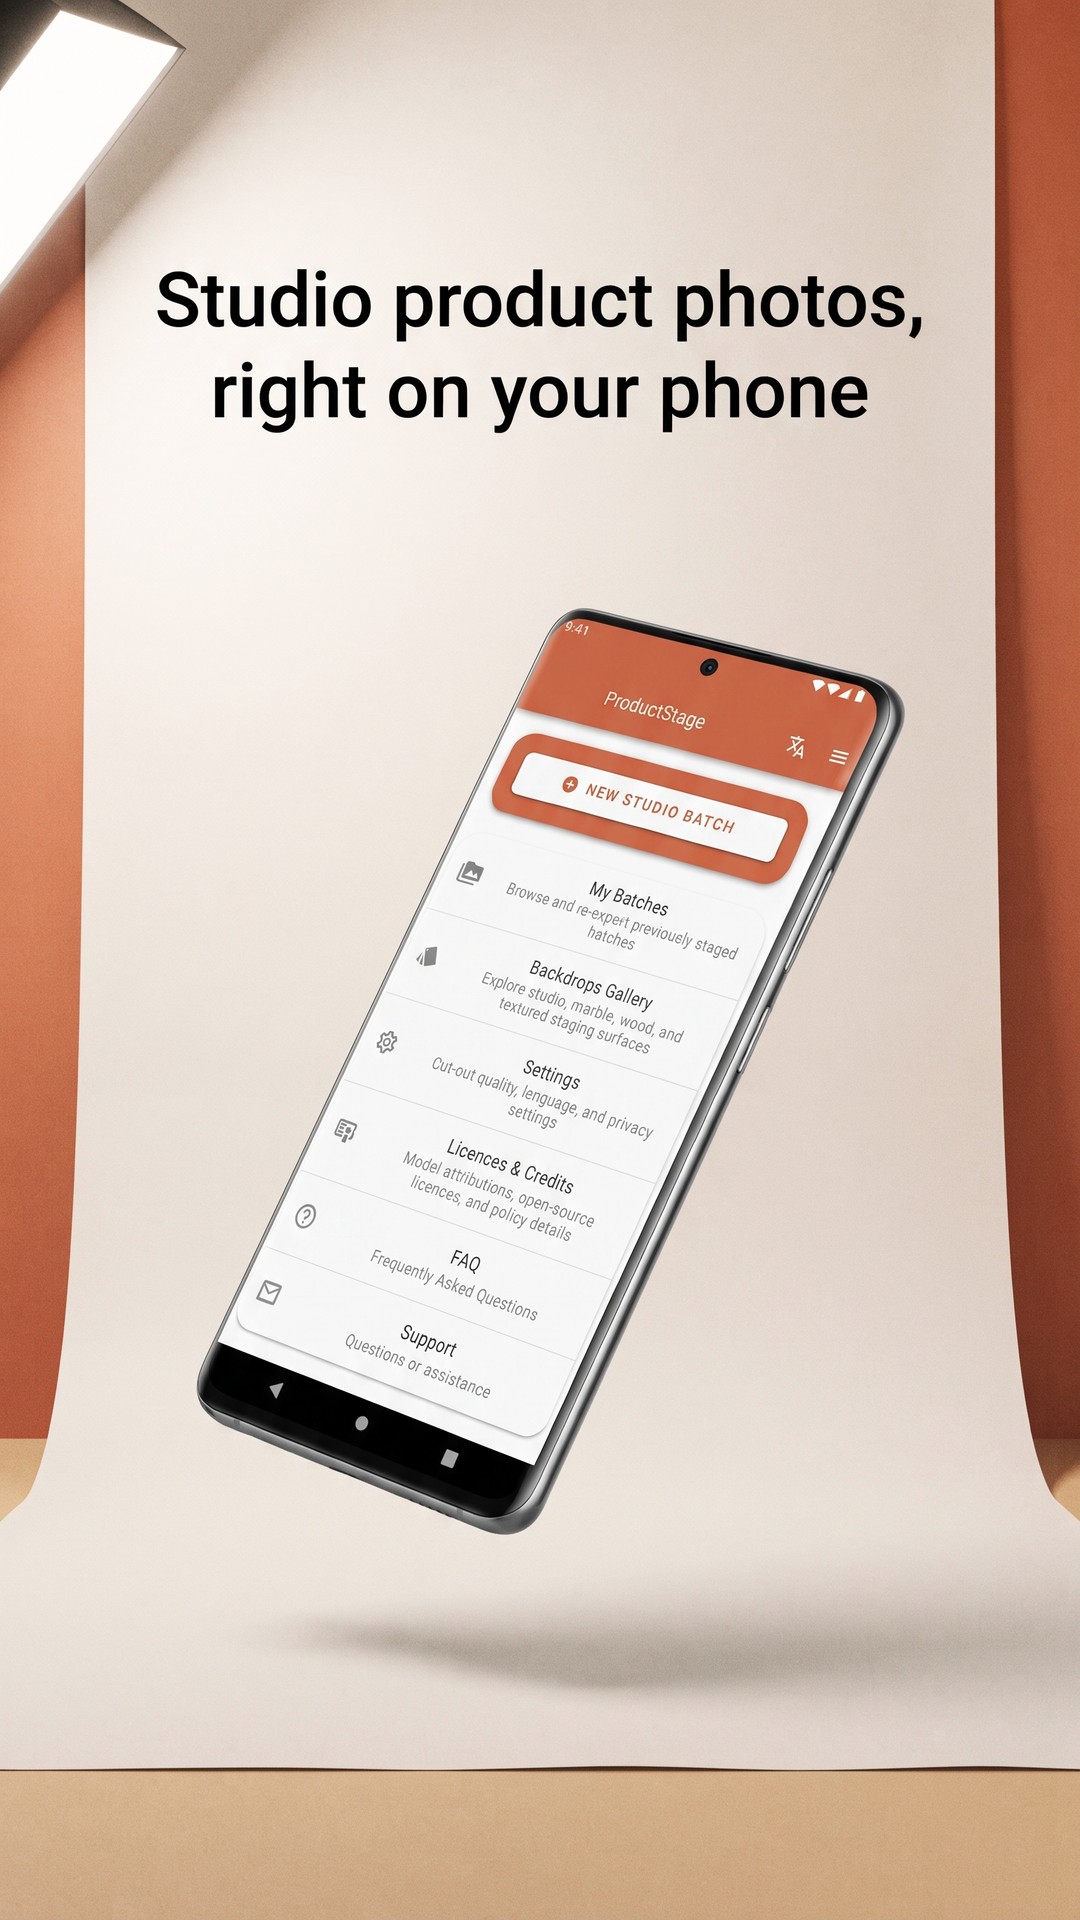 Studio product photos,
right on your phone
9:41
ProductStage
NEW STUDIO BATCH
My Batches
Browse and re-expert previously staged
hatches
Backdrops Gallery
Explore studio, marble, wood, and
textured staging surfaces
Settings
Cut-out quality, lenguage, and privacy
settings
Licences & Credits
Model attributions, open-source
licences, and policy details
FAQ
Frequently Asked Questions
Support
Questions or assistance